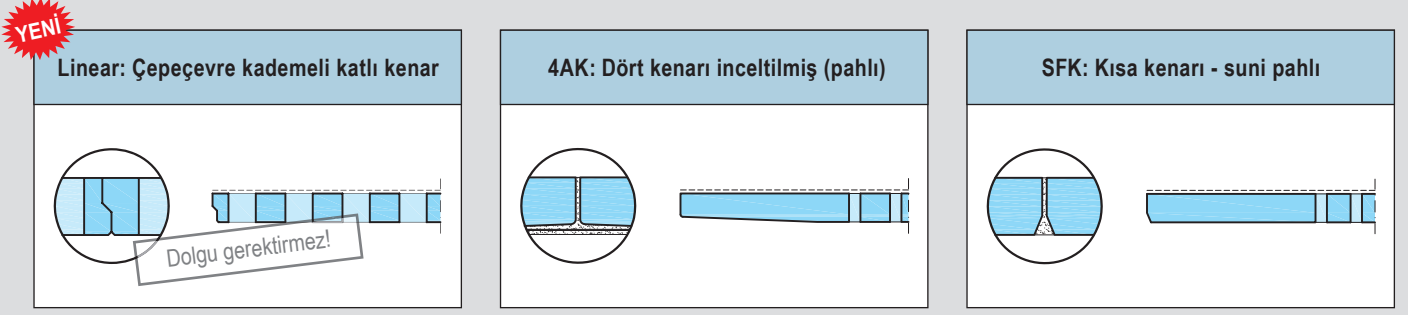 YENİ
Linear: Çepeçevre kademeli katlı kenar
Dolgu gerektirmez!
4AK: Dört kenarı inceltilmiş (pahlı)
SFK: Kısa kenarı - suni pahlı